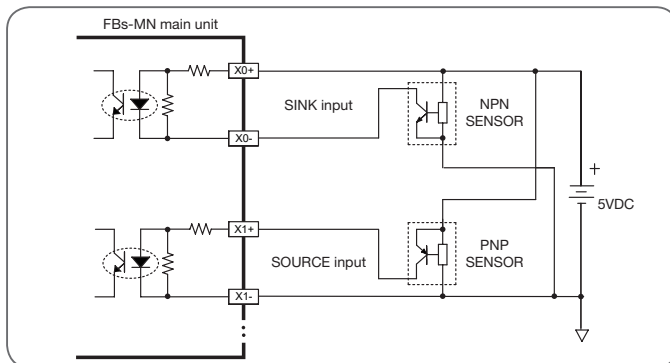 FBs-MN main unit
X0+
SINK input
NPN
SENSOR
X0-
+
5VDC
X1+
SOURCE input
PNP
SENSOR
X1-